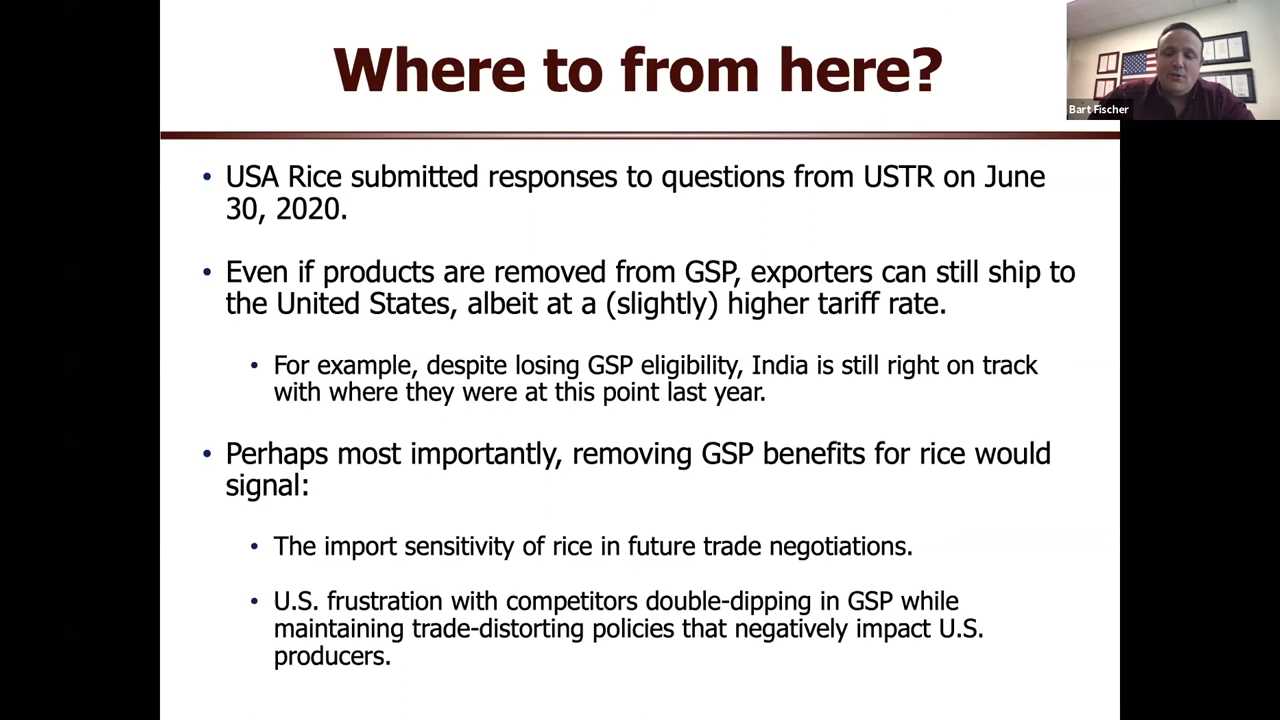 Where to from here?
Bart Fischer
• USA Rice submitted responses to questions from USTR on June
30, 2020.
• Even if products are removed from GSP, exporters can still ship to
the United States, albeit at a (slightly) higher tariff rate.
• For example, despite losing GSP eligibility, India is still right on track
with where they were at this point last year.
• Perhaps most importantly, removing GSP benefits for rice would
signal:
• The import sensitivity of rice in future trade negotiations.
• U.S. frustration with competitors double-dipping in GSP while
maintaining trade-distorting policies that negatively impact U.S.
producers.